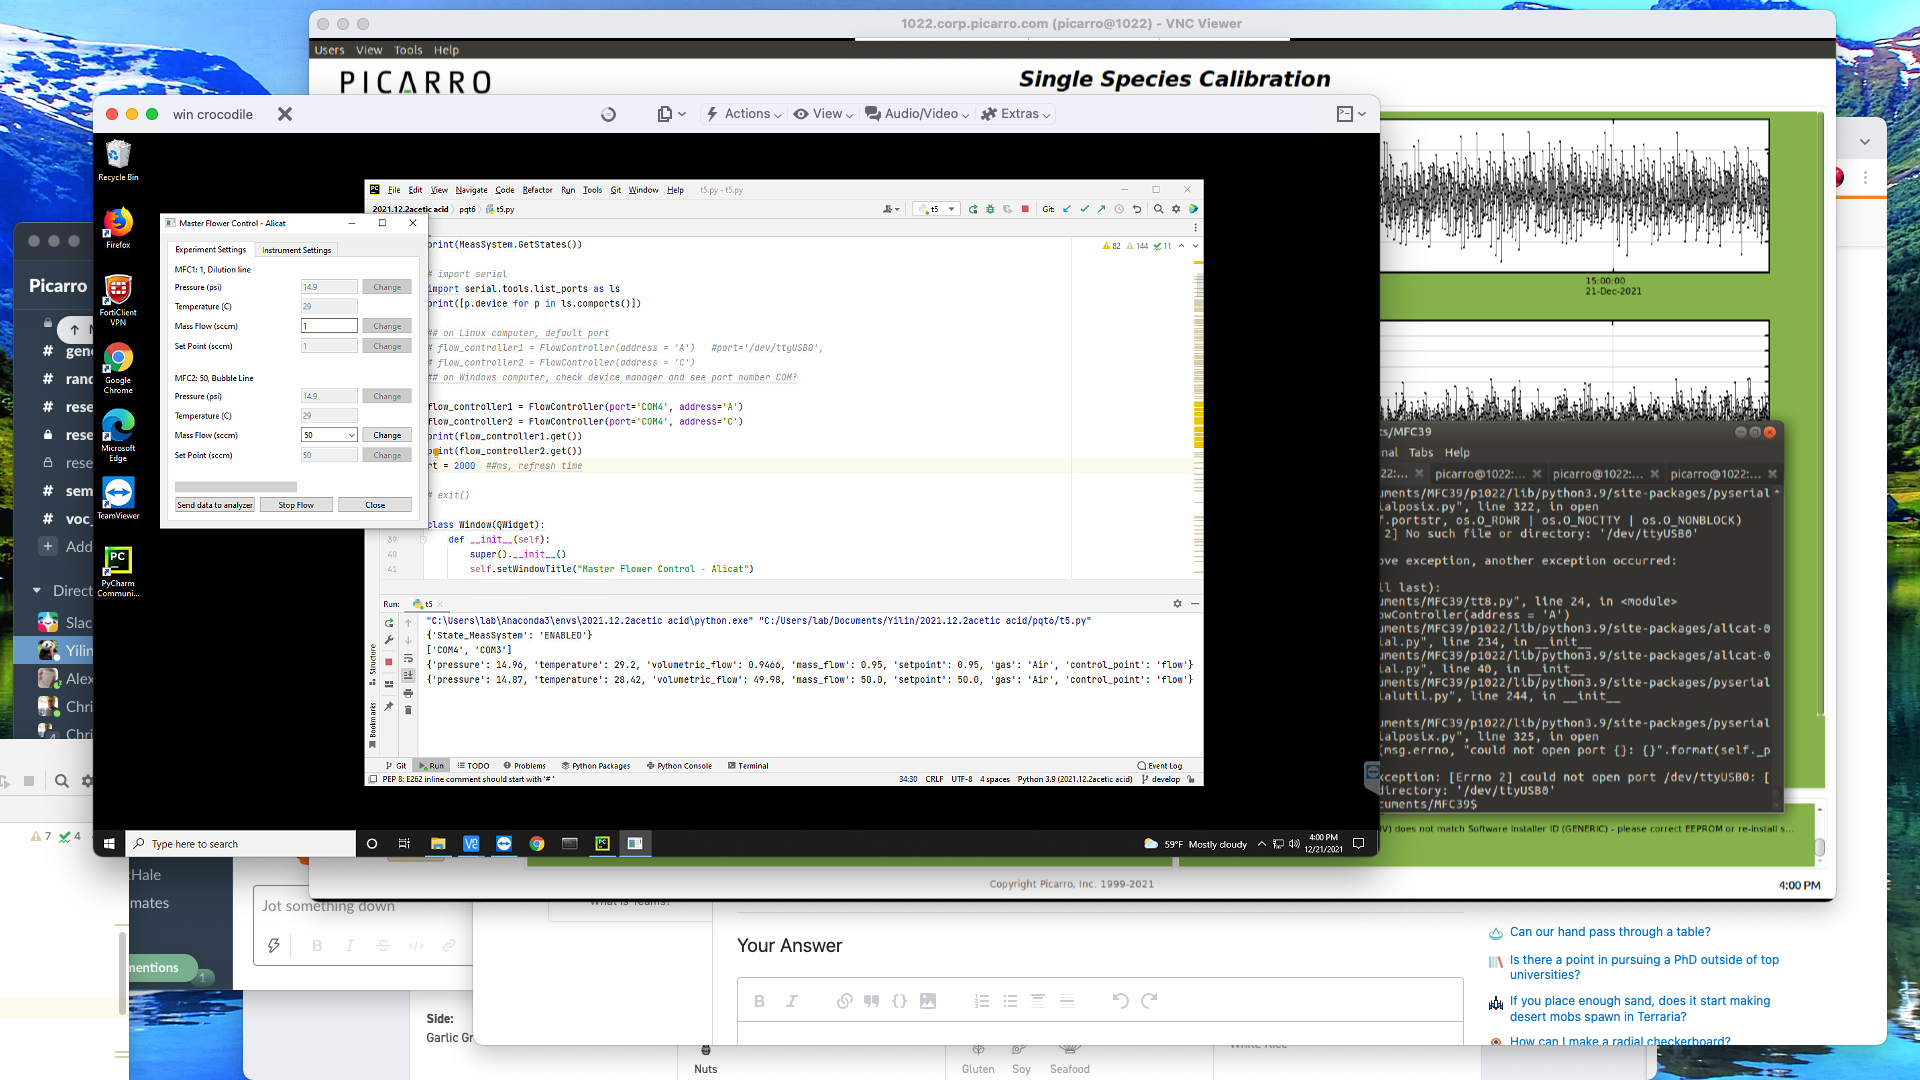 1022.corp.picarro.com (picarro@1022) - VNC Viewer
Users View Tools Help
PICARRO
Single Species Calibration
win crocodile
Actions View Audio/Video Extras
Recycle Bin
Firefox
FortiClient VPN
Google Chrome
Microsoft Edge
TeamViewer
PyCharm Communi...
Master Flower Control - Alicat
Experiment Settings Instrument Settings
MFC1: 1, Dilution line
Pressure (psi) 14.9 Change
Temperature (C) 29
Mass Flow (sccm) 1 Change
Set Point (sccm) 1 Change
MFC2: 50, Bubble Line
Pressure (psi) 14.9 Change
Temperature (C) 29
Mass Flow (sccm) 50 Change
Set Point (sccm) 50 Change
Send data to analyzer Stop Flow Close
File Edit View Navigate Code Refactor Run Tools Git Window Help t5.py - t5.py
2021.12.2acetic acid pqt6 t5.py
t5 Git:
82 144 11
print(MeasSystem.GetStates())
# import serial
import serial.tools.list_ports as ls
print([p.device for p in ls.comports()])
## on Linux computer, default port
# flow_controller1 = FlowController(address = 'A')   #port='/dev/ttyUSB0',
# flow_controller2 = FlowController(address = 'C')
## on Windows computer, check device manager and see port number COM?
flow_controller1 = FlowController(port='COM4', address='A')
flow_controller2 = FlowController(port='COM4', address='C')
print(flow_controller1.get())
print(flow_controller2.get())
rt = 2000  ##ms, refresh time
# exit()
class Window(QWidget):
39 def __init__(self):
40 super().__init__()
41 self.setWindowTitle("Master Flower Control - Alicat")
Run: t5
"C:\Users\lab\Anaconda3\envs\2021.12.2acetic acid\python.exe" "C:/Users/lab/Documents/Yilin/2021.12.2acetic acid/pqt6/t5.py"
{'State_MeasSystem': 'ENABLED'}
['COM4', 'COM3']
{'pressure': 14.96, 'temperature': 29.2, 'volumetric_flow': 0.9466, 'mass_flow': 0.95, 'setpoint': 0.95, 'gas': 'Air', 'control_point': 'flow'}
{'pressure': 14.87, 'temperature': 28.42, 'volumetric_flow': 49.98, 'mass_flow': 50.0, 'setpoint': 50.0, 'gas': 'Air', 'control_point': 'flow'}
Structure
Bookmarks
Git Run TODO Problems Python Packages Python Console Terminal Event Log
PEP 8: E262 inline comment should start with '# ' 34:30 CRLF UTF-8 4 spaces Python 3.9 (2021.12.2acetic acid) develop
Type here to search
59°F Mostly cloudy
4:00 PM
12/21/2021
15:00:00
21-Dec-2021
ts/MFC39
nal Tabs Help
22:... picarro@1022:... picarro@1022:... picarro@1022:...
uments/MFC39/p1022/lib/python3.9/site-packages/pyserial
alposix.py", line 322, in open
f.portstr, os.O_RDWR | os.O_NOCTTY | os.O_NONBLOCK)
2] No such file or directory: '/dev/ttyUSB0'
ove exception, another exception occurred:
ll last):
uments/MFC39/tt8.py", line 24, in <module>
owController(address = 'A')
uments/MFC39/p1022/lib/python3.9/site-packages/alicat-0
ial.py", line 234, in __init__
uments/MFC39/p1022/lib/python3.9/site-packages/alicat-0
ial.py", line 40, in __init__
uments/MFC39/p1022/lib/python3.9/site-packages/pyserial
ialutil.py", line 244, in __init__
uments/MFC39/p1022/lib/python3.9/site-packages/pyserial
alposix.py", line 325, in open
(msg.errno, "could not open port {}: {}".format(self._p
xception: [Errno 2] could not open port /dev/ttyUSB0: [
directory: '/dev/ttyUSB0'
cuments/MFC39$
V) does not match Software Installer ID (GENERIC) - please correct EEPROM or re-install s...
Copyright Picarro, Inc. 1999-2021
4:00 PM
Picarro
# gene
# rand
# rese
rese
rese
# sem
# voc_
+ Add
Direct
Slac
Yilin
Alex
Chri
Chri
7 4
Hale
mates
mentions
1
Jot something down
What is Teams?
Your Answer
Side:
Garlic Gr
Nuts
Gluten Soy Seafood
White Rice
Can our hand pass through a table?
Is there a point in pursuing a PhD outside of top universities?
If you place enough sand, does it start making desert mobs spawn in Terraria?
How can I make a radial checkerboard?